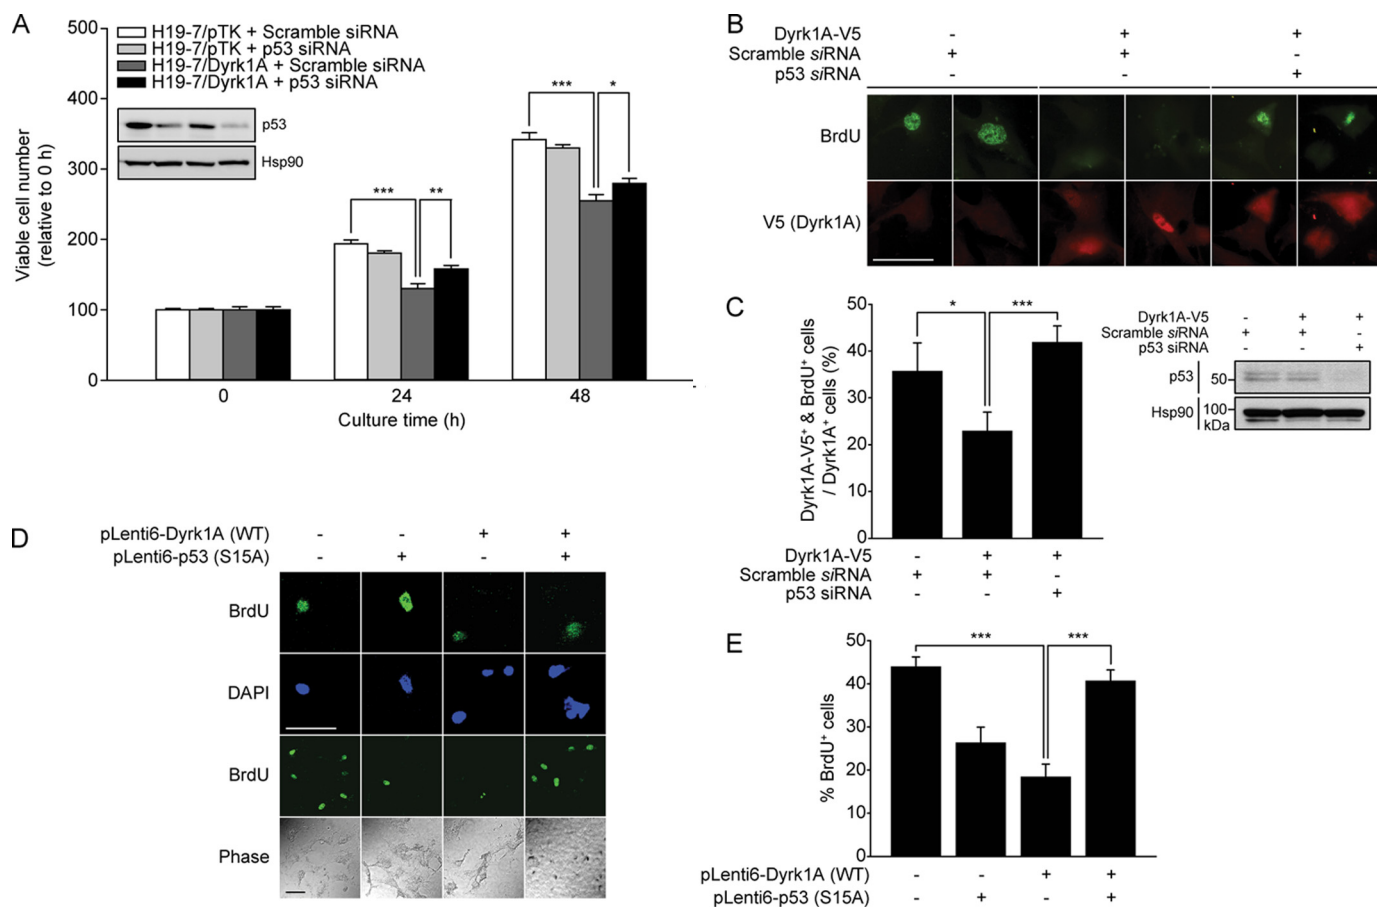 A
500
400
300
200
100
0
Viable cell number
(relative to 0 h)
H19-7/pTK + Scramble siRNA
H19-7/pTK + p53 siRNA
H19-7/Dyrk1A + Scramble siRNA
H19-7/Dyrk1A + p53 siRNA
p53
Hsp90
*** **
*** *
0 24 48
Culture time (h)
B
Dyrk1A-V5 - + +
Scramble siRNA + + -
p53 siRNA - - +
BrdU
V5 (Dyrk1A)
C
50
40
30
20
10
0
Dyrk1A-V5⁺ & BrdU⁺ cells
/ Dyrk1A⁺ cells (%)
* ***
Dyrk1A-V5 - + +
Scramble siRNA + + -
p53 siRNA - - +
Dyrk1A-V5 - + +
Scramble siRNA + + -
p53 siRNA - - +
p53 50
Hsp90 100
kDa
D
pLenti6-Dyrk1A (WT) - - + +
pLenti6-p53 (S15A) - + - +
BrdU
DAPI
BrdU
Phase
E
50
40
30
20
10
0
% BrdU⁺ cells
*** ***
pLenti6-Dyrk1A (WT) - - + +
pLenti6-p53 (S15A) - + - +